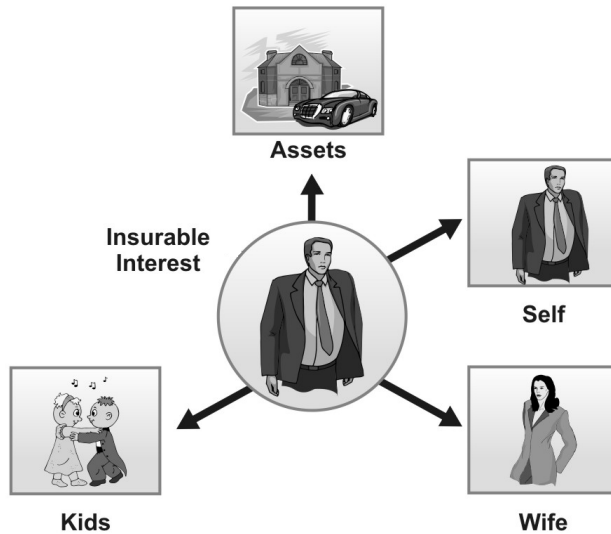 Assets
Insurable
Interest
Self
Kids
Wife